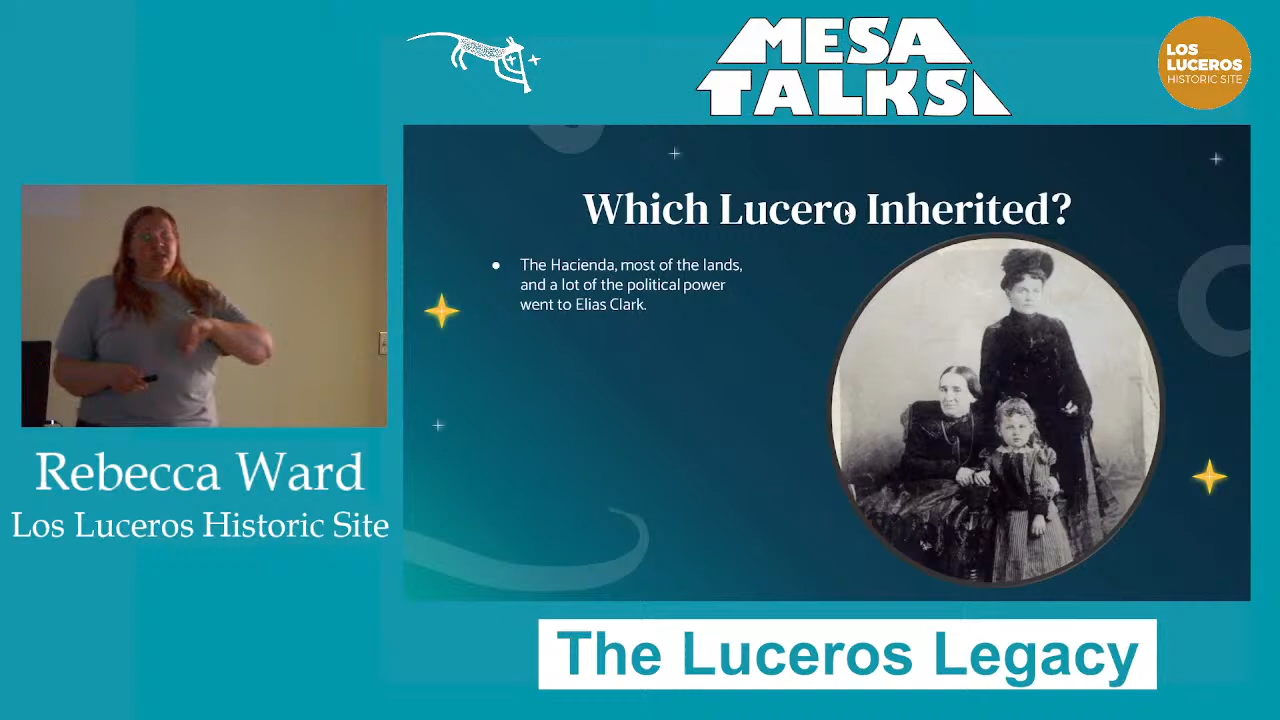 MESA
TALKS
LOS
LUCEROS
HISTORIC SITE
Which Lucero Inherited?
The Hacienda, most of the lands,
and a lot of the political power
went to Elias Clark.
Rebecca Ward
Los Luceros Historic Site
The Luceros Legacy